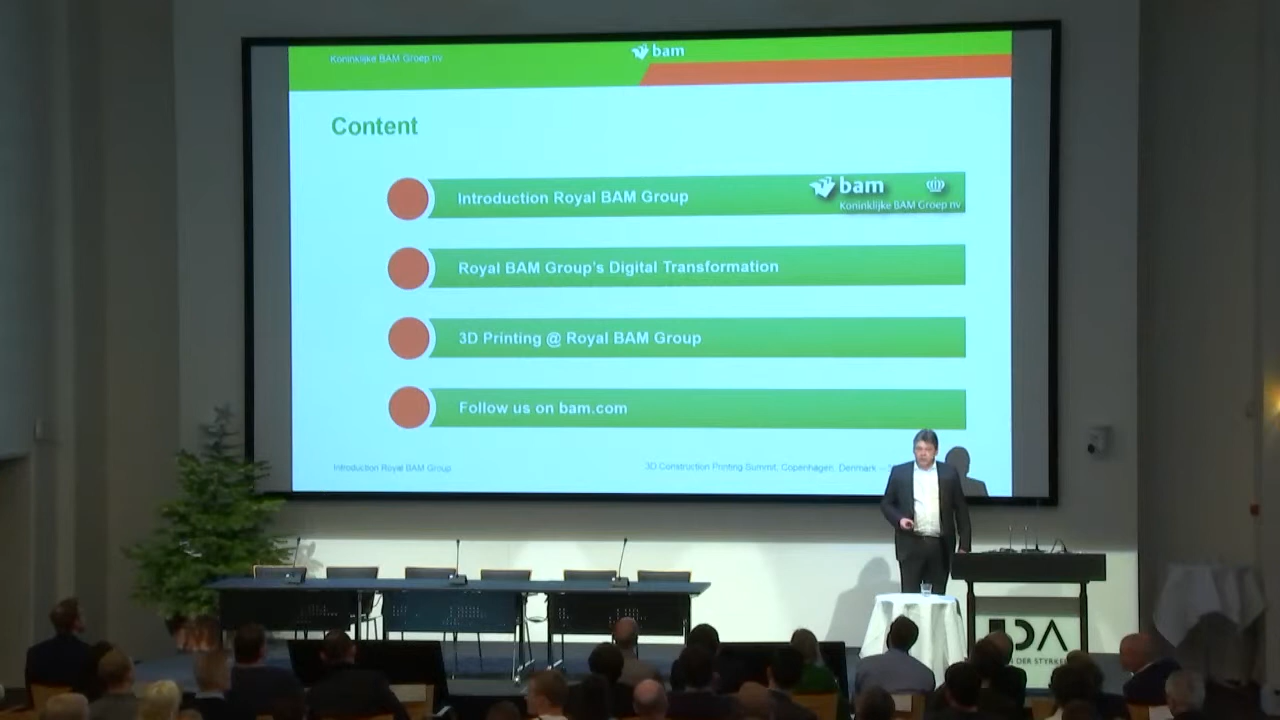 Koninklijke BAM Groep nv
bam
Content
Introduction Royal BAM Group
bam
Koninklijke BAM Groep nv
Royal BAM Group's Digital Transformation
3D Printing @ Royal BAM Group
Follow us on bam.com
Introduction Royal BAM Group
3D Construction Printing Summit, Copenhagen, Denmark –
IDA
DER STYRKER